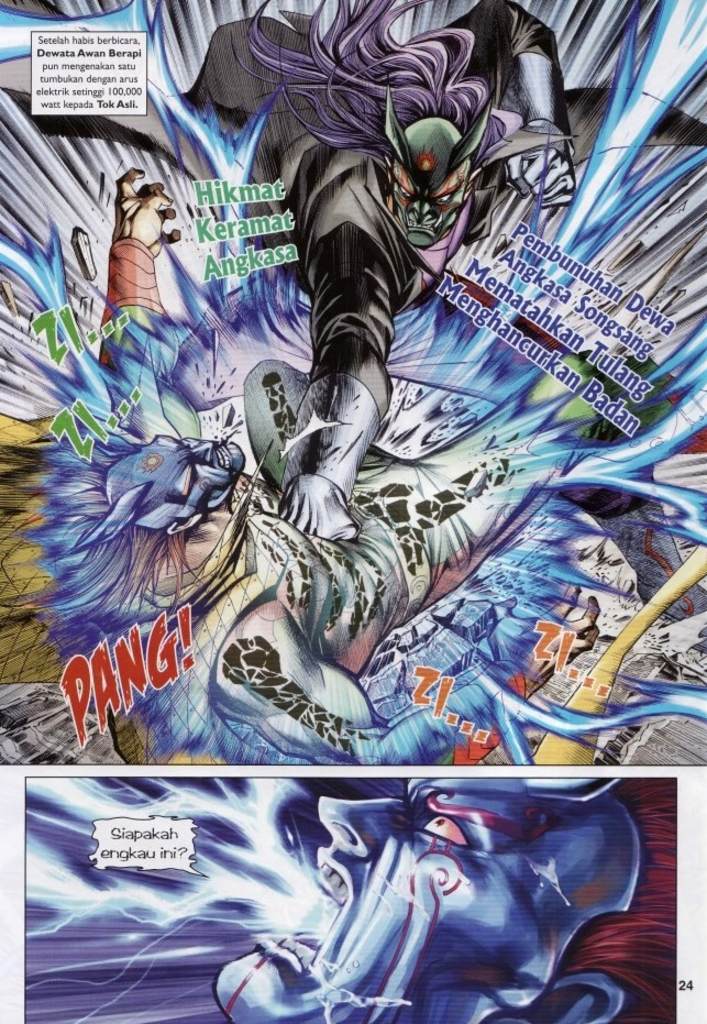 Setelah habis berbicara,
Dewata Awan Berapi
pun mengenakan satu
tumbukan dengan arus
elektrik setinggi 100,000
watt kepada Tok Asli.
Hikmat
Keramat
Angkasa
Pembunuhan Dewa
Angkasa Songsang
Mematahkan Tulang
Menghancurkan Badan
ZI...
ZI...
PANG!
ZI...
ZI...
Siapakah
engkau ini?
24